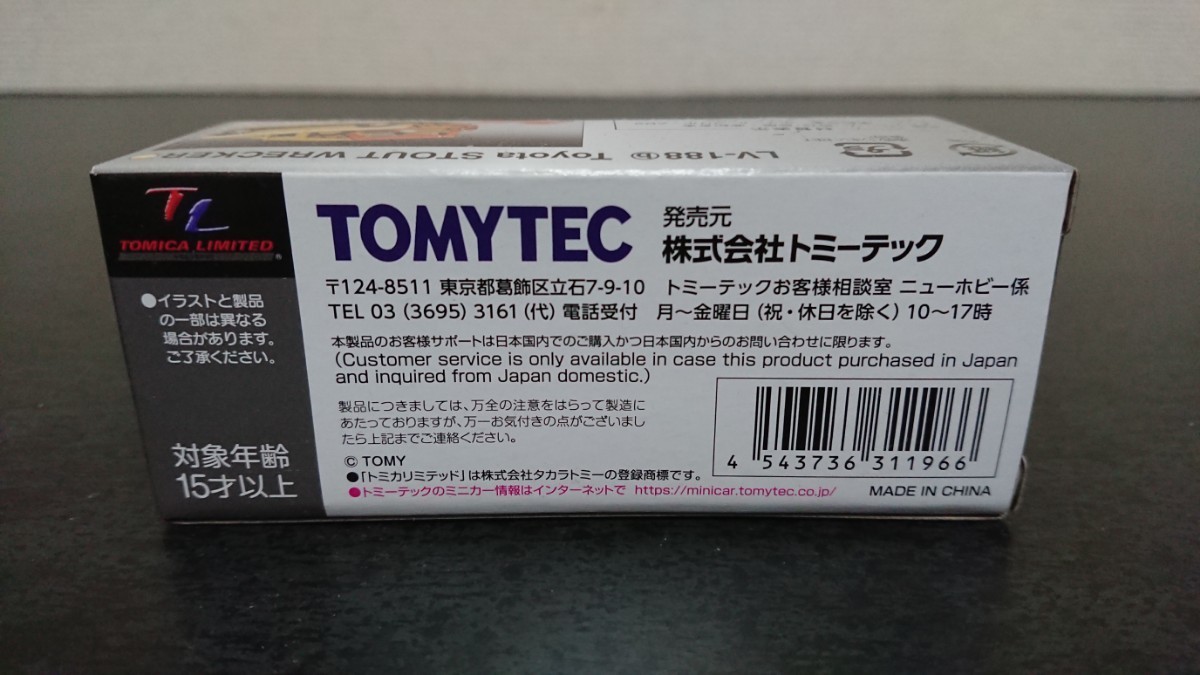 LV-188ⓑ Toyota STOUT WRECKER
TL
TOMICA LIMITED
●イラストと製品
の一部は異なる
場合があります。
ご了承ください。
対象年齢
15才以上
TOMYTEC
発売元
株式会社トミーテック
〒124-8511 東京都葛飾区立石7-9-10 トミーテックお客様相談室 ニューホビー係
TEL 03 (3695) 3161 (代) 電話受付 月〜金曜日 (祝・休日を除く) 10〜17時
本製品のお客様サポートは日本国内でのご購入かつ日本国内からのお問い合わせに限ります。
(Customer service is only available in case this product purchased in Japan
and inquired from Japan domestic.)
製品につきましては、万全の注意をはらって製造に
あたっておりますが、万一お気付きの点がございまし
たら上記までご連絡ください。
© TOMY
●「トミカリミテッド」は株式会社タカラトミーの登録商標です。
●トミーテックのミニカー情報はインターネットで https://minicar.tomytec.co.jp/
4 543736 311966
MADE IN CHINA